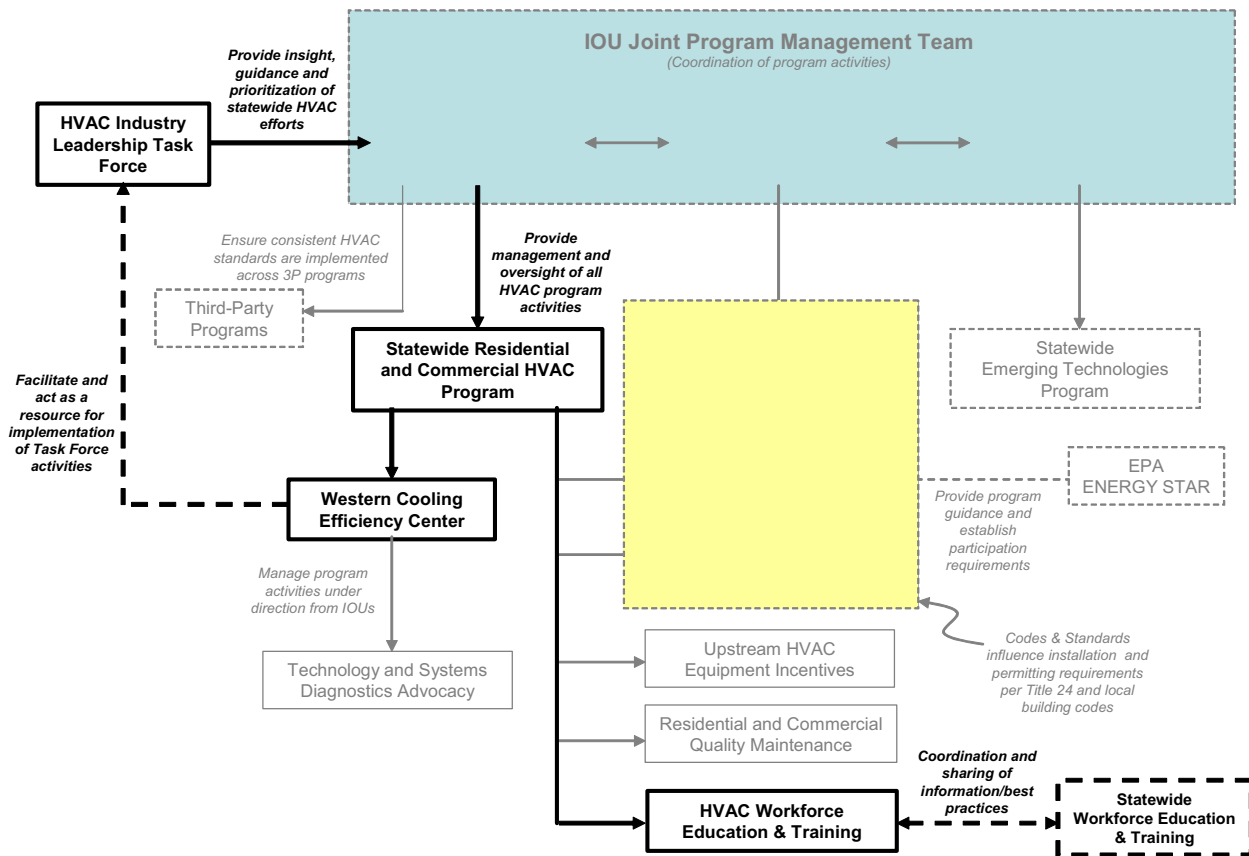 IOU Joint Program Management Team
(Coordination of program activities)
Provide insight,
guidance and
prioritization of
statewide HVAC
efforts
HVAC Industry
Leadership Task
Force
Ensure consistent HVAC
standards are implemented
across 3P programs
Provide
management and
oversight of all
HVAC program
activities
Third-Party
Programs
Statewide Residential
and Commercial HVAC
Program
Statewide
Emerging Technologies
Program
Facilitate and
act as a
resource for
implementation
of Task Force
activities
EPA
ENERGY STAR
Western Cooling
Efficiency Center
Provide program
guidance and
establish
participation
requirements
Manage program
activities under
direction from IOUs
Technology and Systems
Diagnostics Advocacy
Upstream HVAC
Equipment Incentives
Codes & Standards
influence installation and
permitting requirements
per Title 24 and local
building codes
Residential and Commercial
Quality Maintenance
Coordination and
sharing of
information/best
practices
HVAC Workforce
Education & Training
Statewide
Workforce Education
& Training